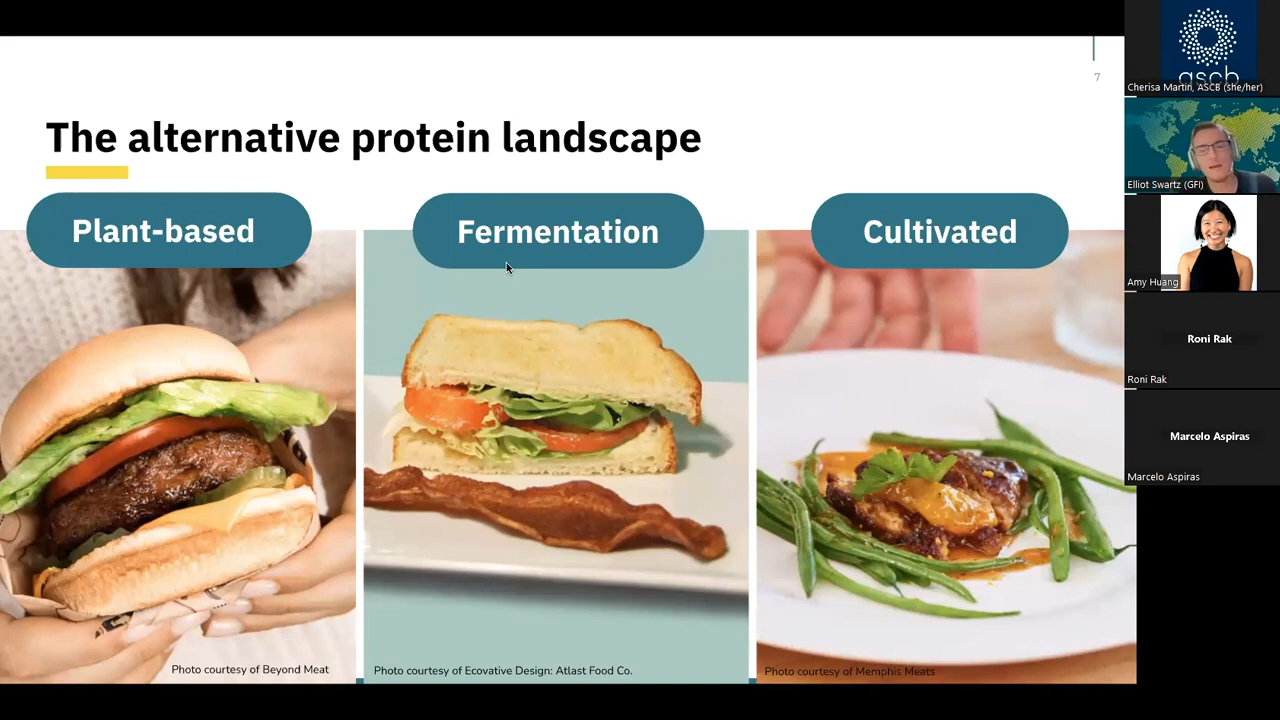 7
The alternative protein landscape
Plant-based
Fermentation
Cultivated
Photo courtesy of Beyond Meat
Photo courtesy of Ecovative Design: Atlast Food Co.
Photo courtesy of Memphis Meats
ascb
Cherisa Martin, ASCB (she/her)
Elliot Swartz (GFI)
Amy Huang
Roni Rak
Roni Rak
Marcelo Aspiras
Marcelo Aspiras